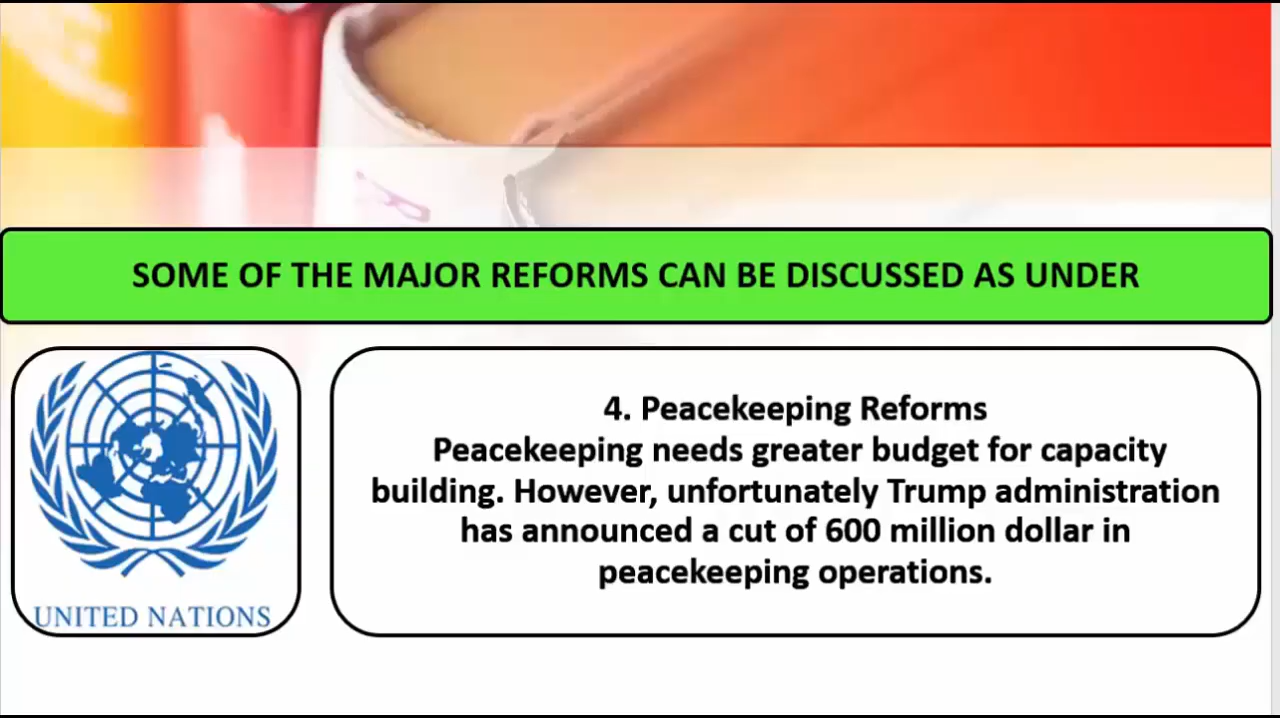 SOME OF THE MAJOR REFORMS CAN BE DISCUSSED AS UNDER
UNITED NATIONS
4. Peacekeeping Reforms
Peacekeeping needs greater budget for capacity
building. However, unfortunately Trump administration
has announced a cut of 600 million dollar in
peacekeeping operations.